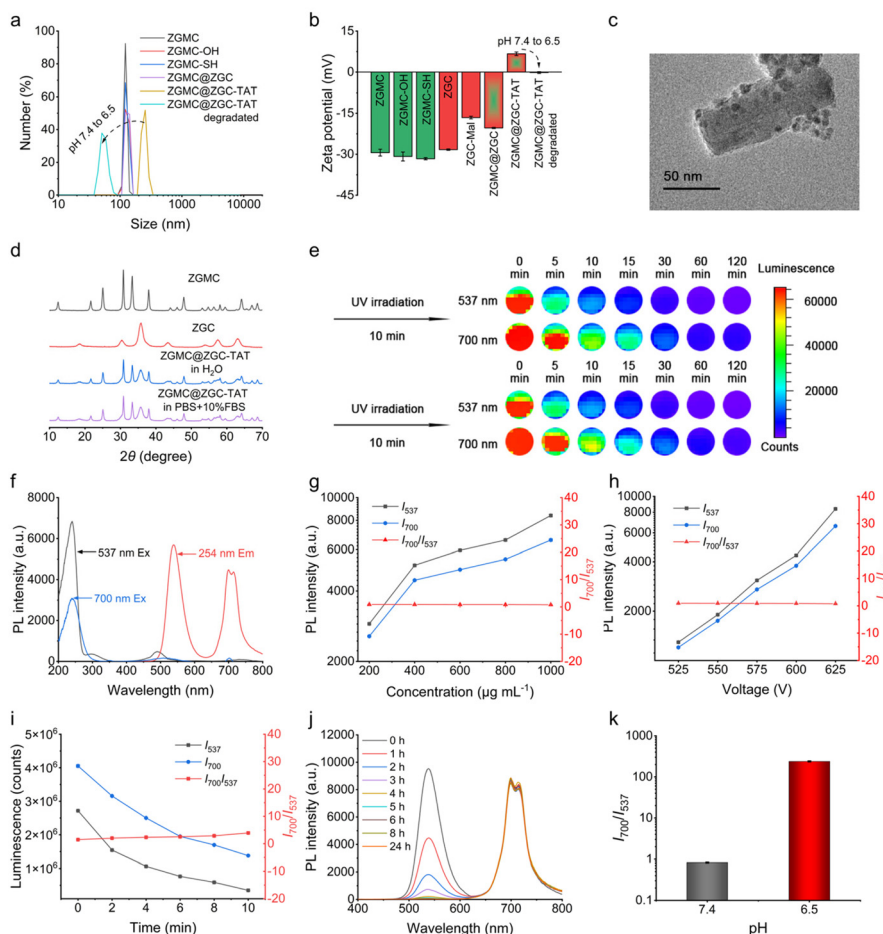 a
Number (%)
100
80
60
40
20
0
10
100
1000
10000
Size (nm)
pH 7.4 to 6.5
ZGMC
ZGMC-OH
ZGMC-SH
ZGMC@ZGC
ZGMC@ZGC-TAT
ZGMC@ZGC-TAT
degraded
b
Zeta potential (mV)
15
0
-15
-30
-45
pH 7.4 to 6.5
ZGMC
ZGMC-OH
ZGMC-SH
ZGC
ZGC-Mal
ZGMC@ZGC
ZGMC@ZGC-TAT
ZGMC@ZGC-TAT
degraded
c
50 nm
d
ZGMC
ZGC
ZGMC@ZGC-TAT
in H2O
ZGMC@ZGC-TAT
in PBS+10%FBS
10 20 30 40 50 60 70
2θ (degree)
e
0 5 10 15 30 60 120
min min min min min min min
UV irradiation
10 min
537 nm
700 nm
0 5 10 15 30 60 120
min min min min min min min
UV irradiation
10 min
537 nm
700 nm
Luminescence
60000
40000
20000
Counts
f
PL intensity (a.u.)
8000
6000
4000
2000
0
537 nm Ex
700 nm Ex
254 nm Em
200 300 400 500 600 700 800
Wavelength (nm)
g
PL intensity (a.u.)
10000
8000
6000
4000
2000
I537
I700
I700/I537
200 400 600 800 1000
Concentration (μg mL-1)
40
30
20
10
0
-10
-20
I700/I537
h
PL intensity (a.u.)
10000
8000
6000
4000
2000
I537
I700
I700/I537
525 550 575 600 625
Voltage (V)
40
30
20
10
0
-10
-20
i
Luminescence (counts)
5×106
4×106
3×106
2×106
1×106
I537
I700
I700/I537
0 2 4 6 8 10
Time (min)
40
30
20
10
0
-10
-20
I700/I537
j
PL intensity (a.u.)
14000
12000
10000
8000
6000
4000
2000
0
0 h
1 h
2 h
3 h
4 h
5 h
6 h
8 h
24 h
400 500 600 700 800
Wavelength (nm)
k
I700/I537
1000
100
10
1
0.1
7.4 6.5
pH